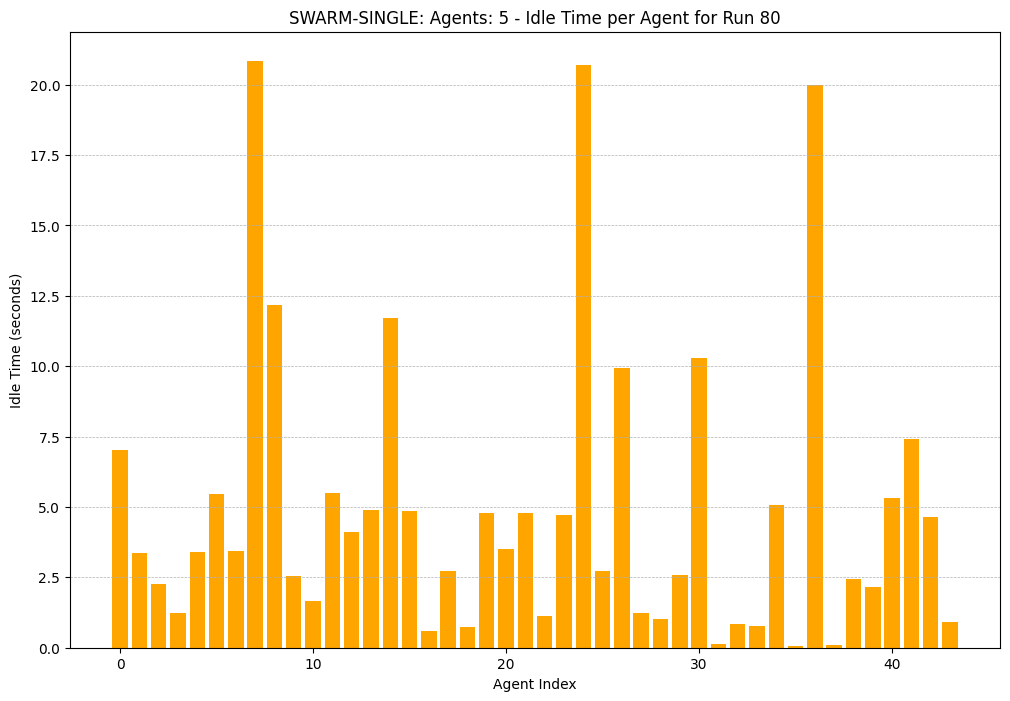 SWARM-SINGLE: Agents: 5 - Idle Time per Agent for Run 80
20.0
17.5
15.0
12.5
10.0
7.5
5.0
2.5
0.0
Idle Time (seconds)
0 10 20 30 40
Agent Index